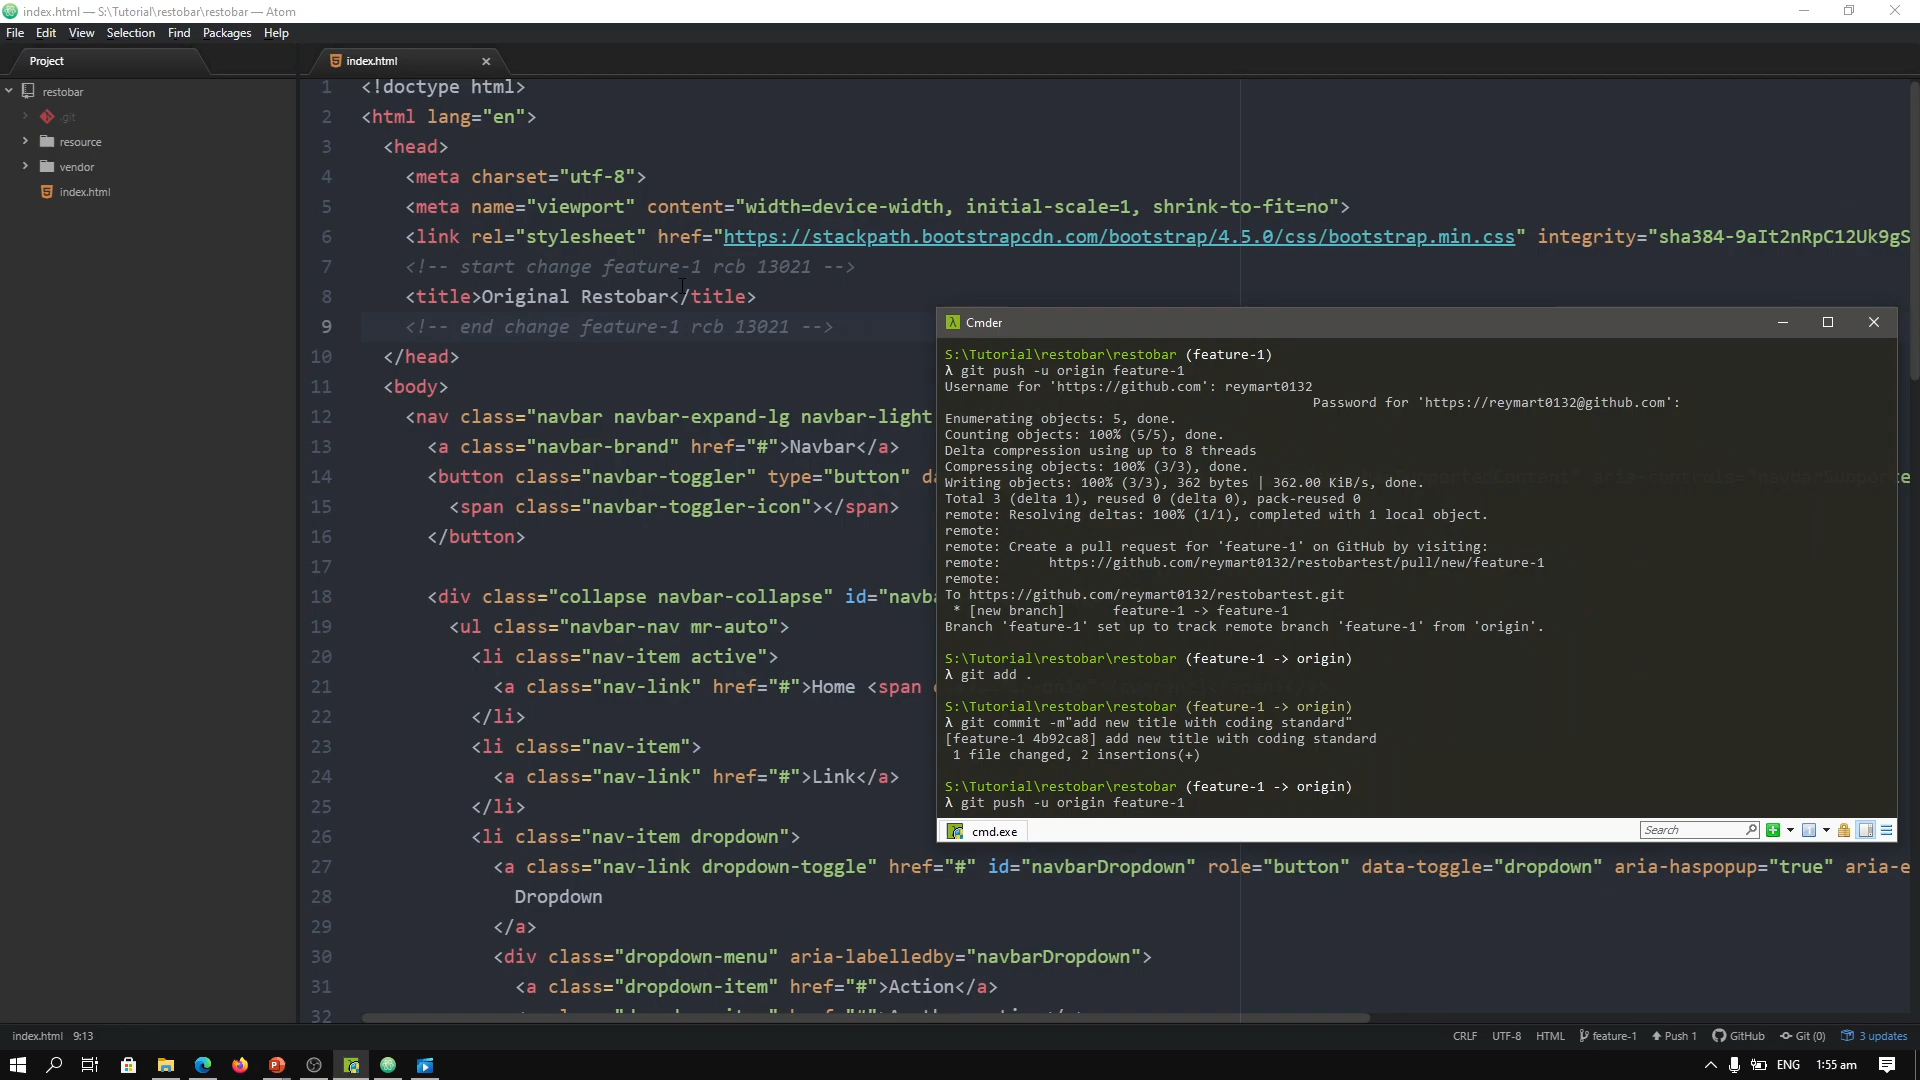 index.html — S:\Tutorial\restobar\restobar — Atom
File Edit View Selection Find Packages Help
Project
index.html
restobar
.git
resource
vendor
index.html
1 <!doctype html>
2 <html lang="en">
3 <head>
4 <meta charset="utf-8">
5 <meta name="viewport" content="width=device-width, initial-scale=1, shrink-to-fit=no">
6 <link rel="stylesheet" href="https://stackpath.bootstrapcdn.com/bootstrap/4.5.0/css/bootstrap.min.css" integrity="sha384-9aIt2nRpC12Uk9gS
7 <!-- start change feature-1 rcb 13021 -->
8 <title>Original Restobar</title>
9 <!-- end change feature-1 rcb 13021 -->
10 </head>
11 <body>
12 <nav class="navbar navbar-expand-lg navbar-light
13 <a class="navbar-brand" href="#">Navbar</a>
14 <button class="navbar-toggler" type="button" da
15 <span class="navbar-toggler-icon"></span>
16 </button>
17
18 <div class="collapse navbar-collapse" id="navba
19 <ul class="navbar-nav mr-auto">
20 <li class="nav-item active">
21 <a class="nav-link" href="#">Home <span
22 </li>
23 <li class="nav-item">
24 <a class="nav-link" href="#">Link</a>
25 </li>
26 <li class="nav-item dropdown">
27 <a class="nav-link dropdown-toggle" href="#" id="navbarDropdown" role="button" data-toggle="dropdown" aria-haspopup="true" aria-e
28 Dropdown
29 </a>
30 <div class="dropdown-menu" aria-labelledby="navbarDropdown">
31 <a class="dropdown-item" href="#">Action</a>
32
Cmder
S:\Tutorial\restobar\restobar (feature-1)
λ git push -u origin feature-1
Username for 'https://github.com': reymart0132
Password for 'https://reymart0132@github.com':
Enumerating objects: 5, done.
Counting objects: 100% (5/5), done.
Delta compression using up to 8 threads
Compressing objects: 100% (3/3), done.
Writing objects: 100% (3/3), 362 bytes | 362.00 KiB/s, done.
Total 3 (delta 1), reused 0 (delta 0), pack-reused 0
remote: Resolving deltas: 100% (1/1), completed with 1 local object.
remote:
remote: Create a pull request for 'feature-1' on GitHub by visiting:
remote: https://github.com/reymart0132/restobartest/pull/new/feature-1
remote:
To https://github.com/reymart0132/restobartest.git
* [new branch] feature-1 -> feature-1
Branch 'feature-1' set up to track remote branch 'feature-1' from 'origin'.
S:\Tutorial\restobar\restobar (feature-1 -> origin)
λ git add .
S:\Tutorial\restobar\restobar (feature-1 -> origin)
λ git commit -m"add new title with coding standard"
[feature-1 4b92ca8] add new title with coding standard
1 file changed, 2 insertions(+)
S:\Tutorial\restobar\restobar (feature-1 -> origin)
λ git push -u origin feature-1
cmd.exe
Search
index.html 9:13
CRLF UTF-8 HTML feature-1 Push 1 GitHub Git (0) 3 updates
ENG 1:55 am